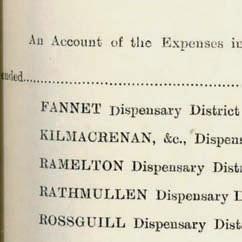 An Account of the Expenses in
ended
FANNET Dispensary District
KILMACRENAN, &c., Dispens
RAMELTON Dispensary Dist
RATHMULLEN Dispensary D
ROSSGUILL Dispensary Dist